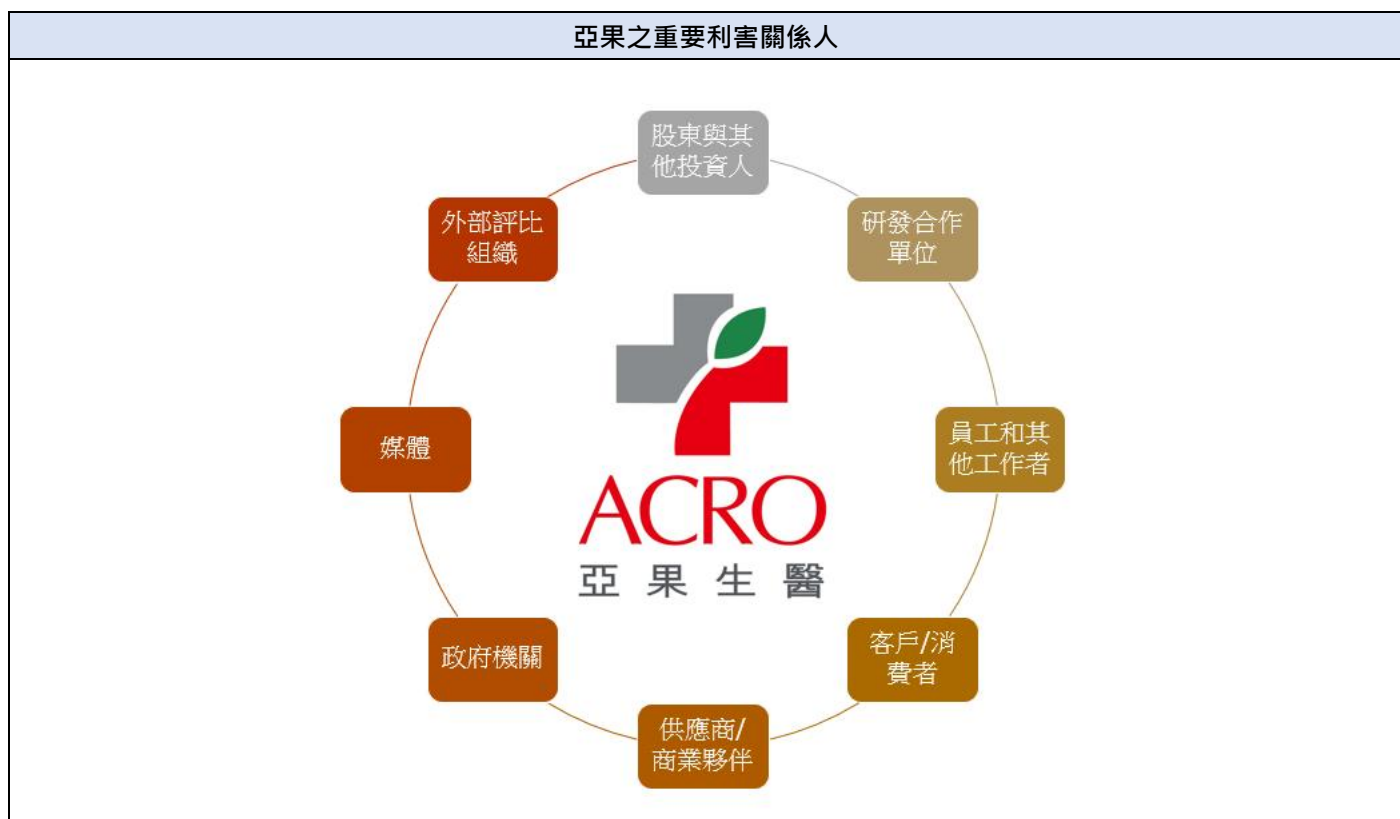 亞果之重要利害關係人
股東與其
他投資人
研發合作
單位
員工和其
他工作者
客戶/消
費者
供應商/
商業夥伴
政府機關
媒體
外部評比
組織
ACRO
亞果生醫